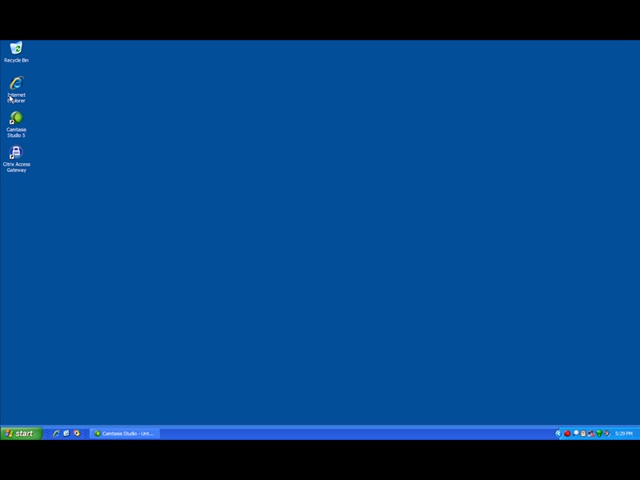 Recycle Bin
Internet
Explorer
Camtasia
Studio 5
Citrix Access
Gateway
start
Camtasia Studio - Unt...
5:29 PM